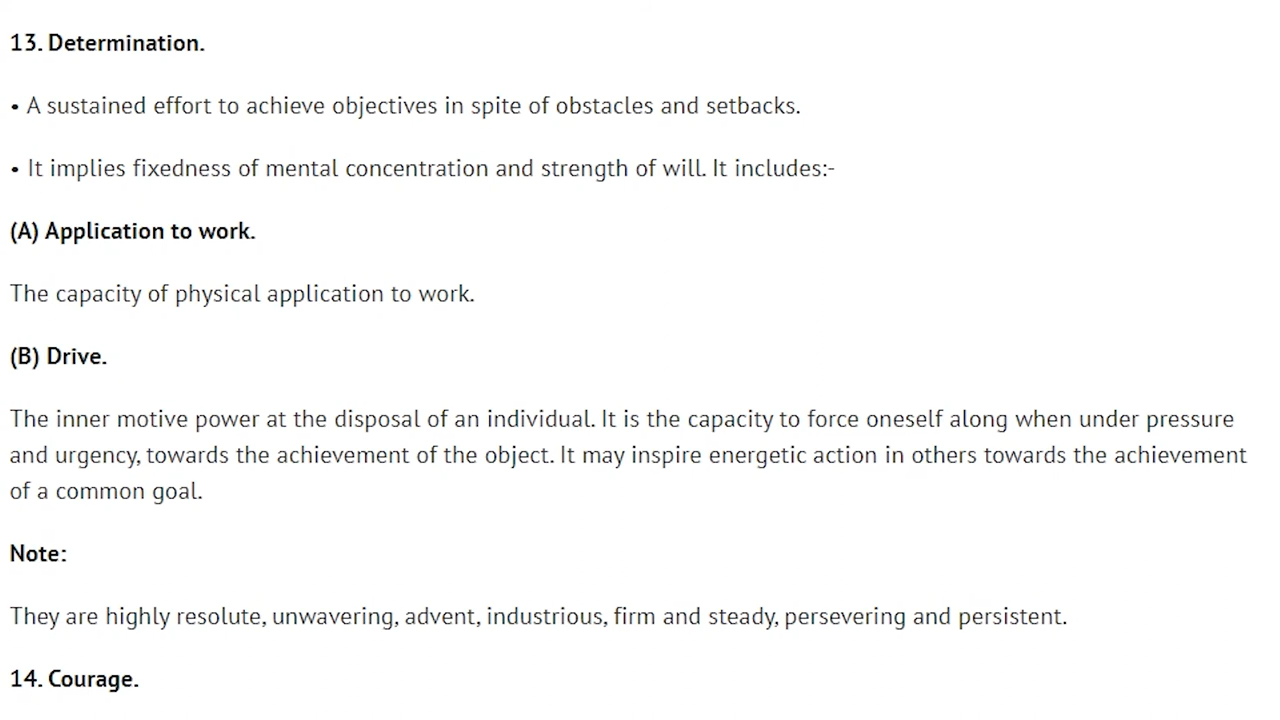 13. Determination.
• A sustained effort to achieve objectives in spite of obstacles and setbacks.
• It implies fixedness of mental concentration and strength of will. It includes:-
(A) Application to work.
The capacity of physical application to work.
(B) Drive.
The inner motive power at the disposal of an individual. It is the capacity to force oneself along when under pressure
and urgency, towards the achievement of the object. It may inspire energetic action in others towards the achievement
of a common goal.
Note:
They are highly resolute, unwavering, advent, industrious, firm and steady, persevering and persistent.
14. Courage.